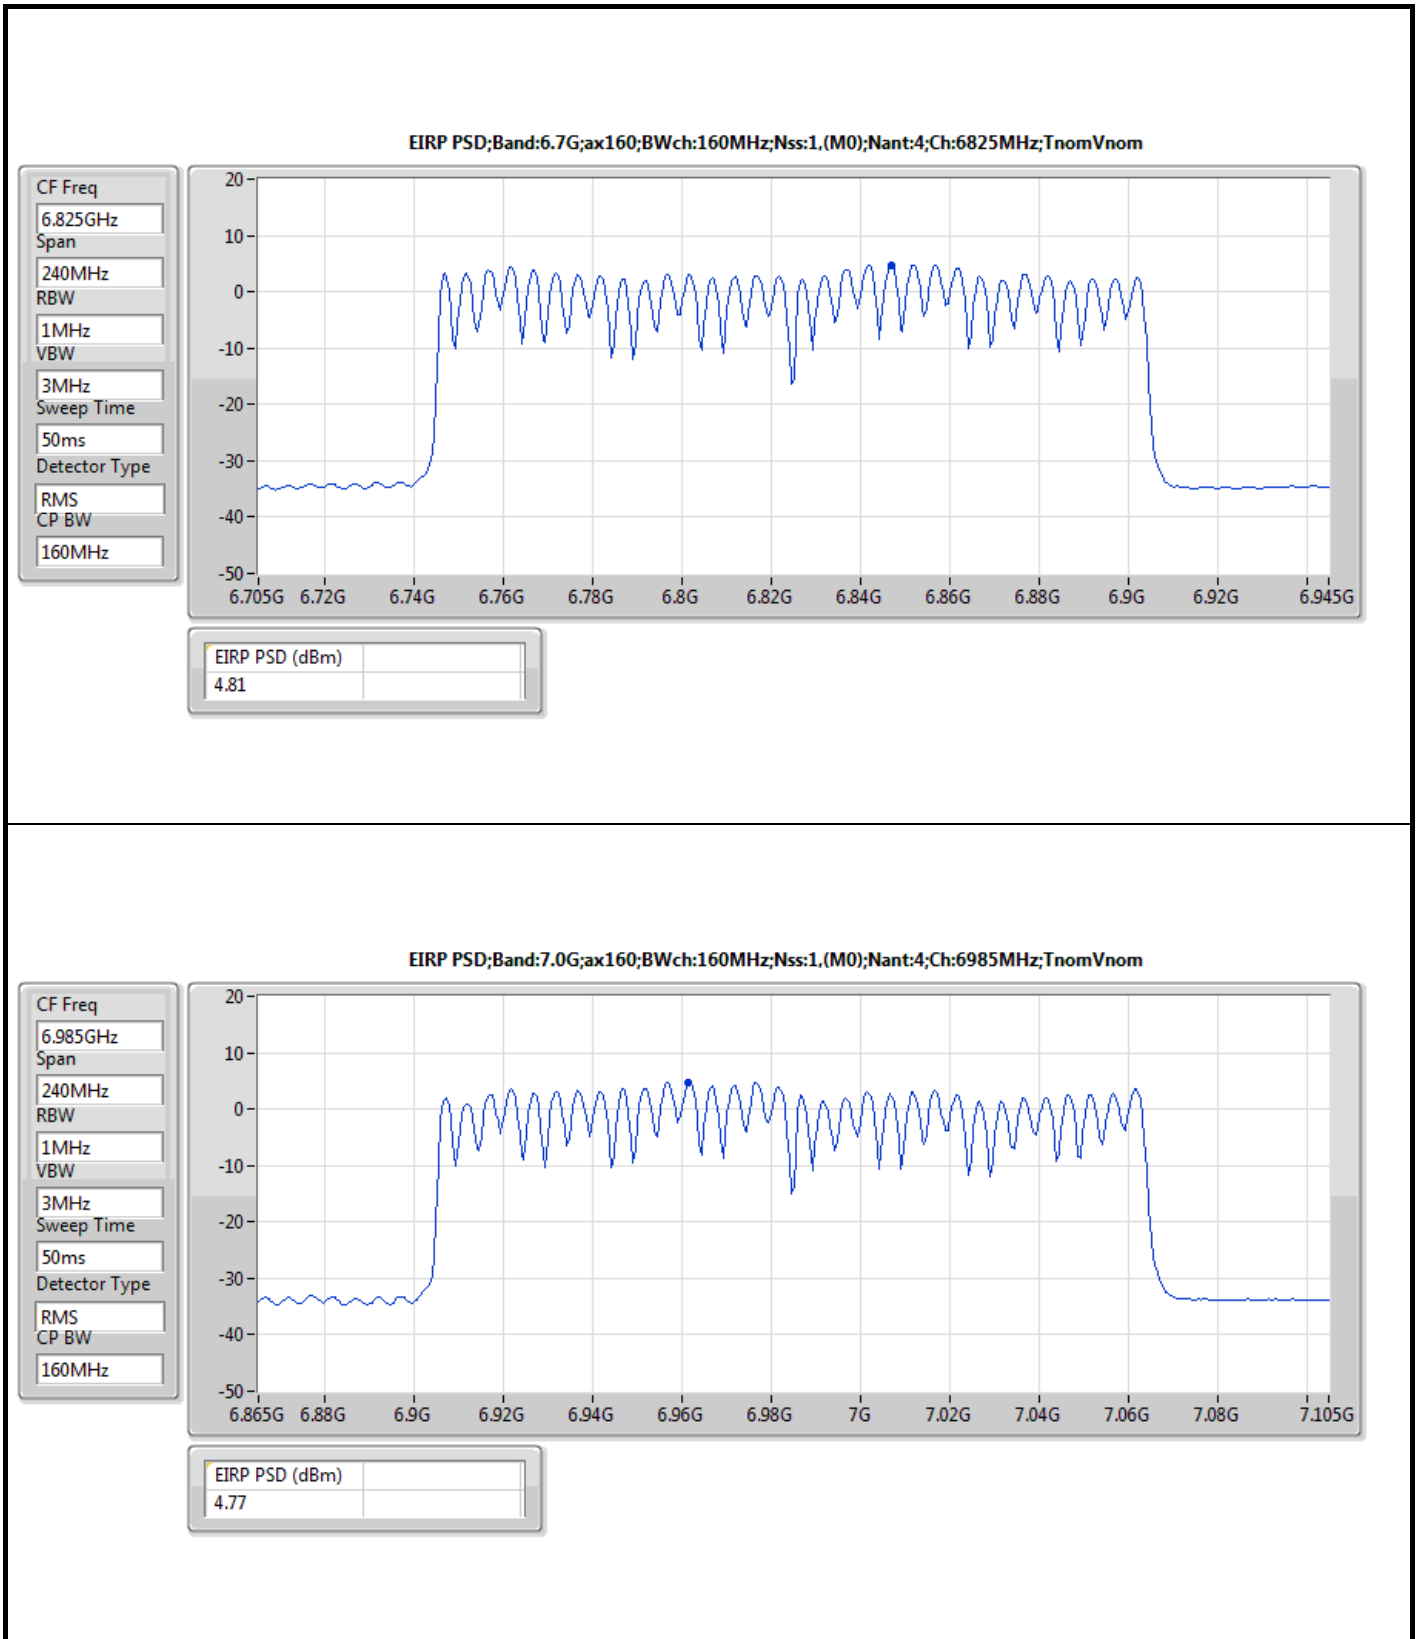 EIRP PSD;Band:6.7G;ax160;BWch:160MHz;Nss:1,(M0);Nant:4;Ch:6825MHz;TnomVnom
CF Freq
6.825GHz
Span
240MHz
RBW
1MHz
VBW
3MHz
Sweep Time
50ms
Detector Type
RMS
CP BW
160MHz
20
10
0
-10
-20
-30
-40
-50
6.705G 6.72G 6.74G 6.76G 6.78G 6.8G 6.82G 6.84G 6.86G 6.88G 6.9G 6.92G 6.945G
EIRP PSD (dBm)
4.81
EIRP PSD;Band:7.0G;ax160;BWch:160MHz;Nss:1,(M0);Nant:4;Ch:6985MHz;TnomVnom
CF Freq
6.985GHz
Span
240MHz
RBW
1MHz
VBW
3MHz
Sweep Time
50ms
Detector Type
RMS
CP BW
160MHz
20
10
0
-10
-20
-30
-40
-50
6.865G 6.88G 6.9G 6.92G 6.94G 6.96G 6.98G 7G 7.02G 7.04G 7.06G 7.08G 7.105G
EIRP PSD (dBm)
4.77